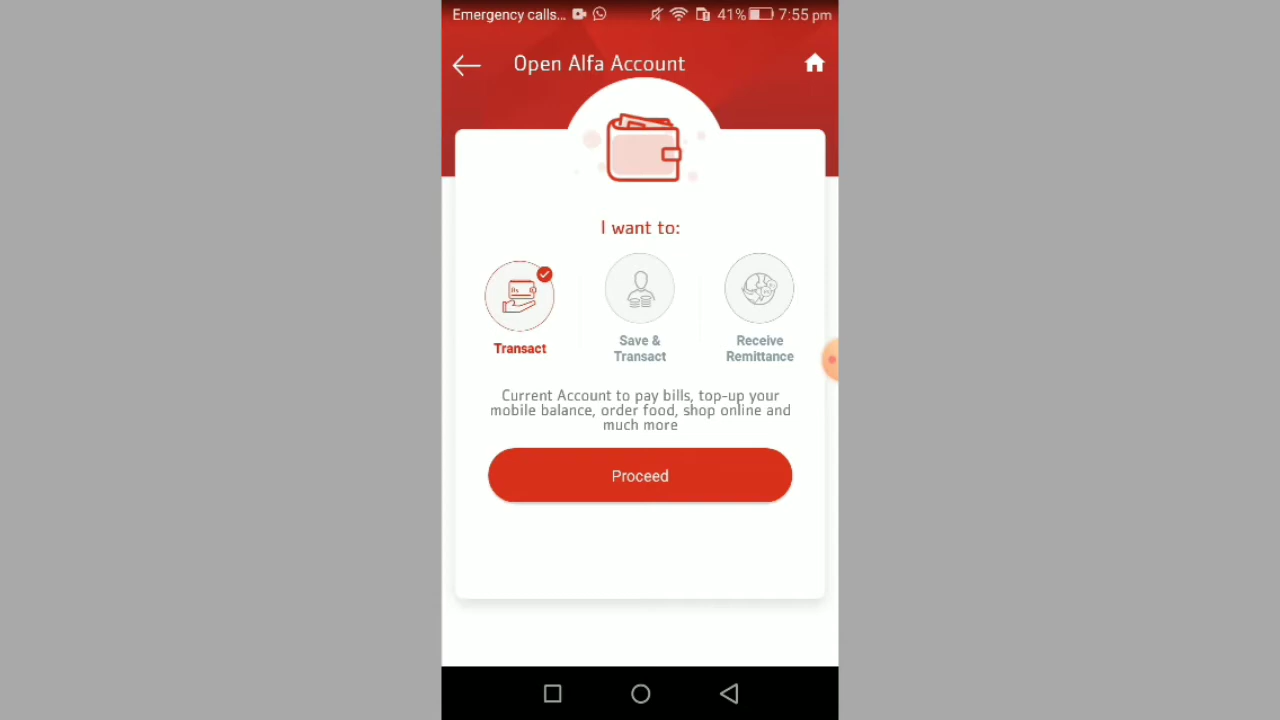 Emergency calls... 41% 7:55 pm
Open Alfa Account
I want to:
Transact
Save &
Transact
Receive
Remittance
Current Account to pay bills, top-up your
mobile balance, order food, shop online and
much more
Proceed